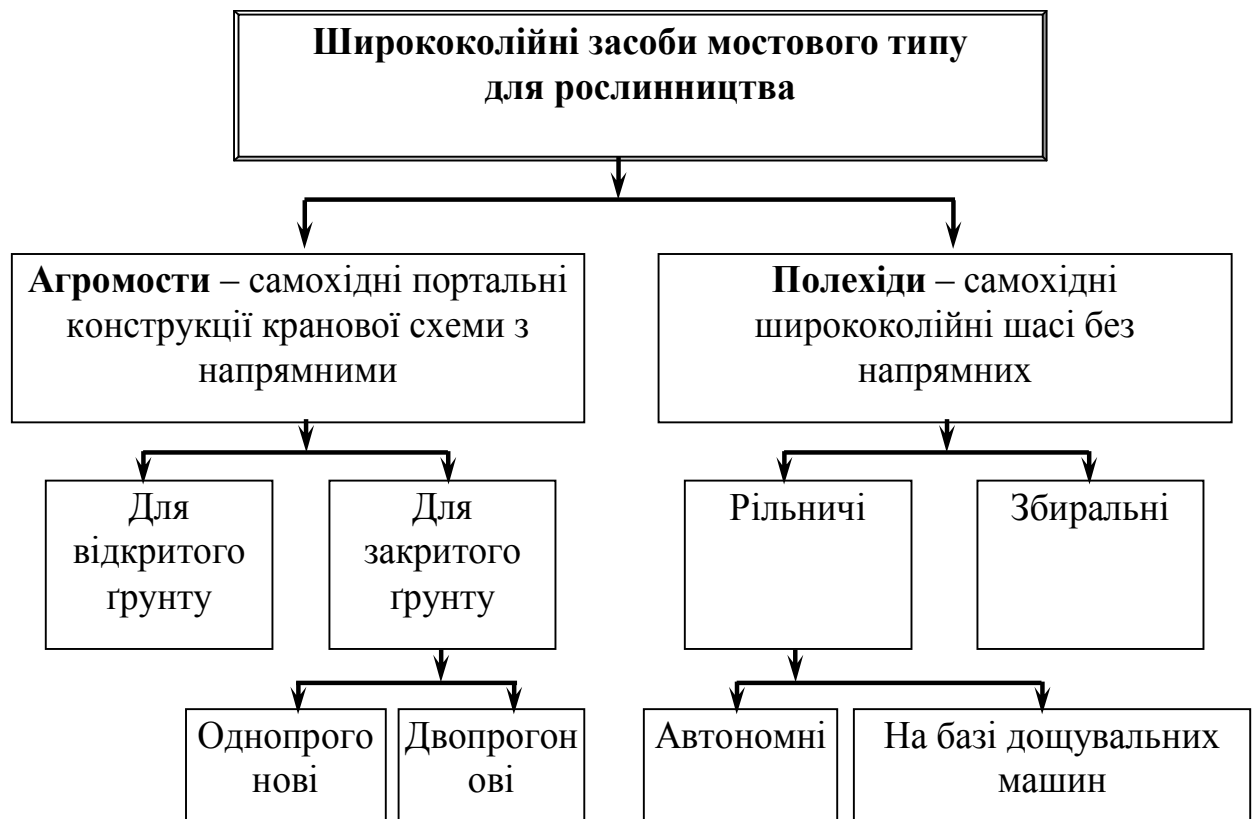 Ширококолійні засоби мостового типу
для рослинництва
Агромости – самохідні портальні
конструкції кранової схеми з
напрямними
Полехіди – самохідні
ширококолійні шасі без
напрямних
Для
відкритого
ґрунту
Для
закритого
ґрунту
Рільничі
Збиральні
Однопрого
нові
Двопрогон
ові
Автономні
На базі дощувальних
машин